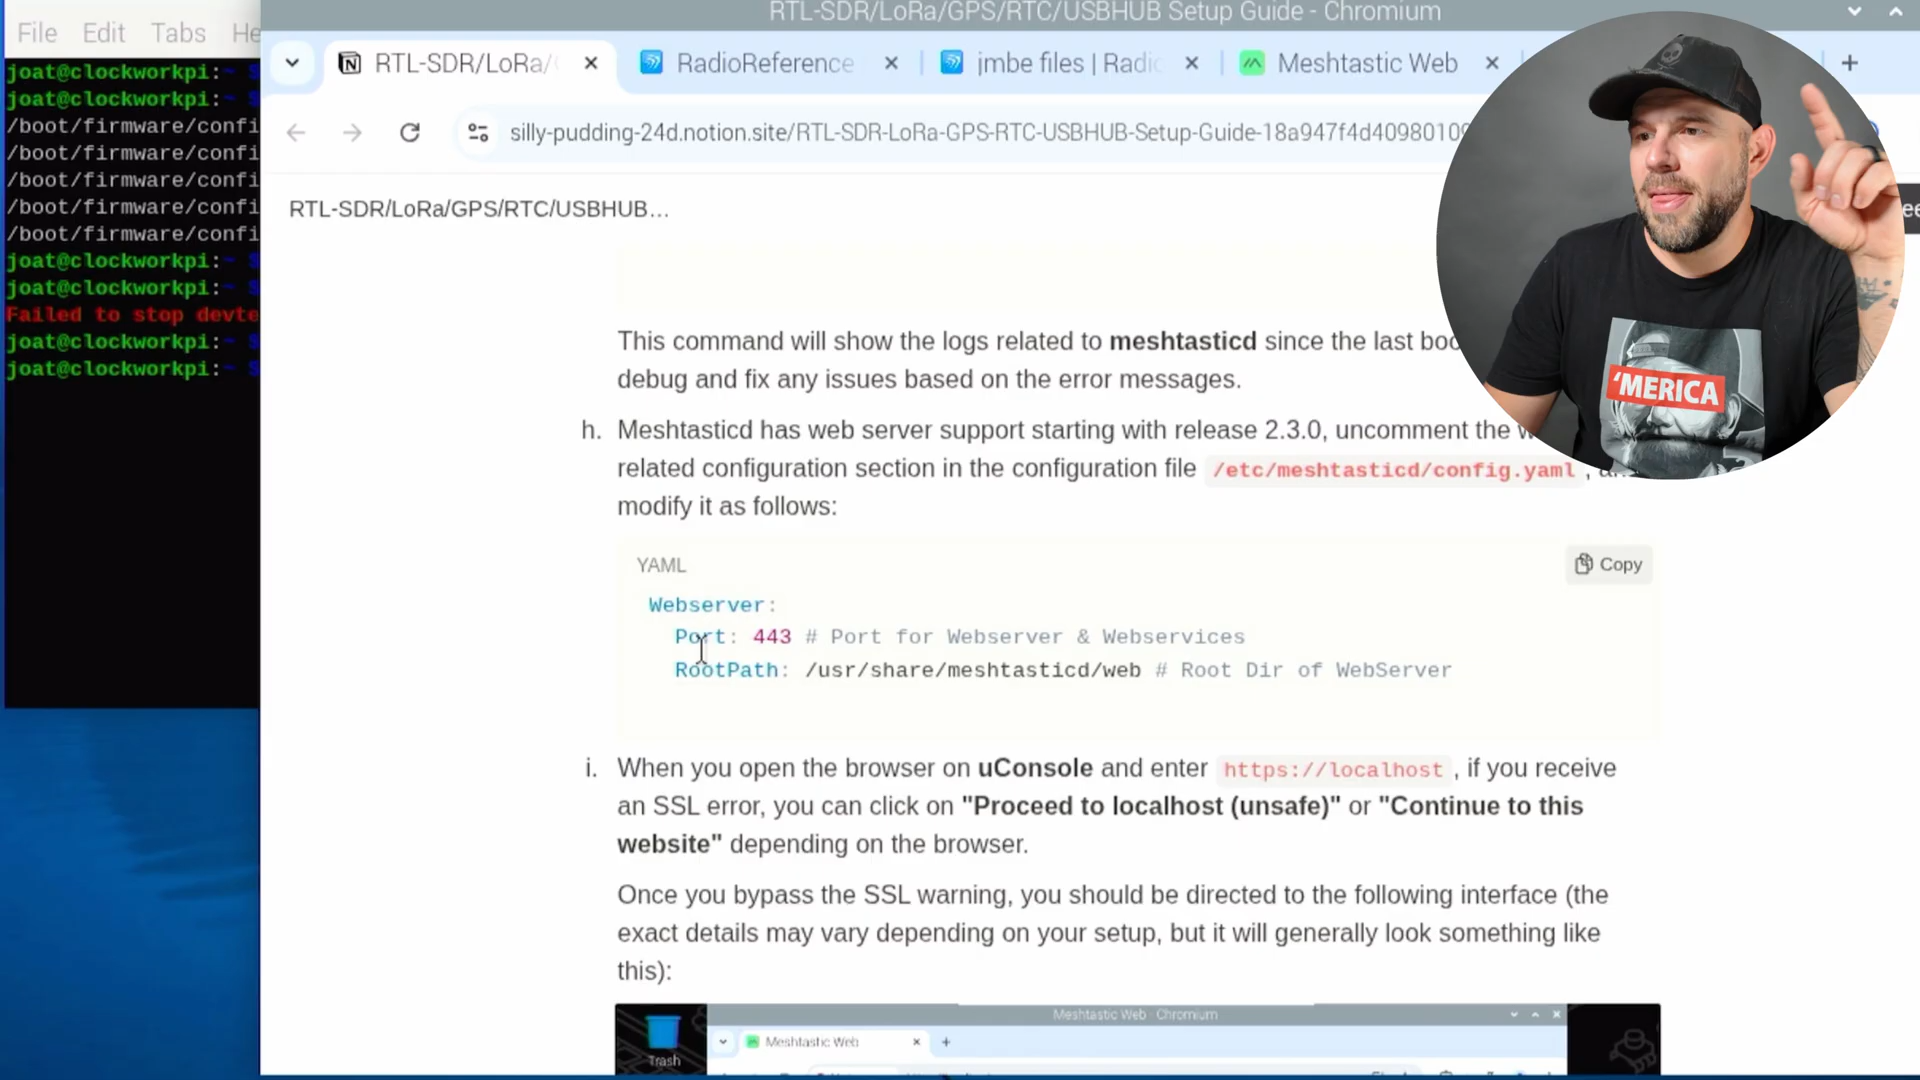 RTL-SDR/LoRa/GPS/RTC/USBHUB Setup Guide - Chromium
File Edit Tabs He
RTL-SDR/LoRa/
RadioReference
jmbe files | Radio
Meshtastic Web
silly-pudding-24d.notion.site/RTL-SDR-LoRa-GPS-RTC-USBHUB-Setup-Guide-18a947f4d40980109
joat@clockworkpi:~ $
joat@clockworkpi:~ $
/boot/firmware/confi
/boot/firmware/confi
/boot/firmware/confi
/boot/firmware/confi
/boot/firmware/confi
joat@clockworkpi:~ $
joat@clockworkpi:~ $
Failed to stop devte
joat@clockworkpi:~ $
joat@clockworkpi:~ $
RTL-SDR/LoRa/GPS/RTC/USBHUB...
This command will show the logs related to meshtasticd since the last boo
debug and fix any issues based on the error messages.
h. Meshtasticd has web server support starting with release 2.3.0, uncomment the w
related configuration section in the configuration file /etc/meshtasticd/config.yaml ,
modify it as follows:
YAML
Copy
Webserver:
Port: 443 # Port for Webserver & Webservices
RootPath: /usr/share/meshtasticd/web # Root Dir of WebServer
i. When you open the browser on uConsole and enter https://localhost , if you receive
an SSL error, you can click on "Proceed to localhost (unsafe)" or "Continue to this
website" depending on the browser.
Once you bypass the SSL warning, you should be directed to the following interface (the
exact details may vary depending on your setup, but it will generally look something like
this):
Meshtastic Web - Chromium
Meshtastic Web
Trash
'MERICA